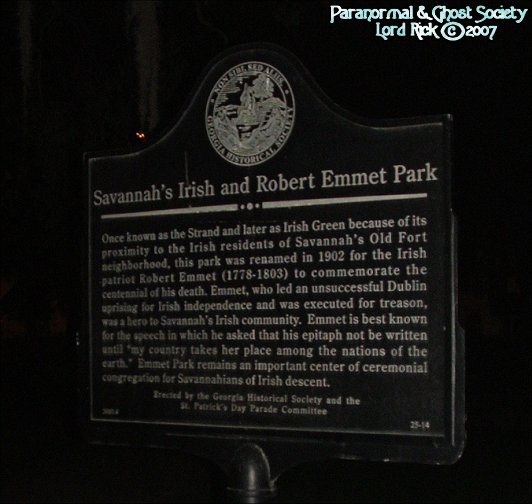 Paranormal & Ghost Society
Lord Rick © 2007
NON SIBI, SED ALIIS
GEORGIA HISTORICAL SOCIETY
Savannah's Irish and Robert Emmet Park
Once known as the Strand and later as Irish Green because of its
proximity to the Irish residents of Savannah's Old Fort
neighborhood, this park was renamed in 1902 for the Irish
patriot Robert Emmet (1778-1803) to commemorate the
centennial of his death. Emmet, who led an unsuccessful Dublin
uprising for Irish independence and was executed for treason,
was a hero to Savannah's Irish community. Emmet is best known
for the speech in which he asked that his epitaph not be written
until "my country takes her place among the nations of the
earth." Emmet Park remains an important center of ceremonial
congregation for Savannahians of Irish descent.
Erected by the Georgia Historical Society and the
St. Patrick's Day Parade Committee
25-14